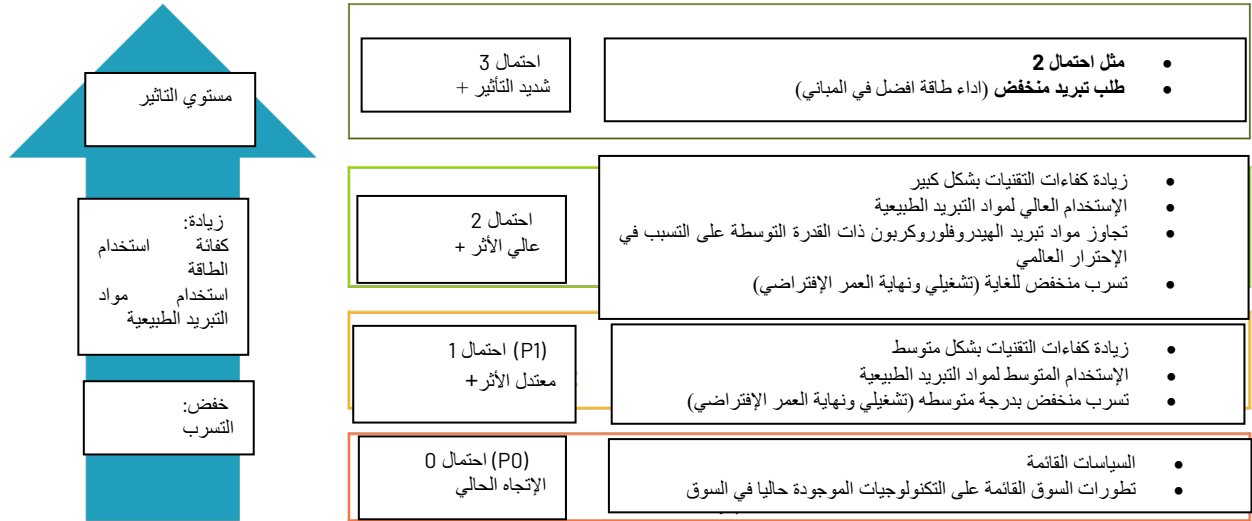 مستوي التاثير
زيادة:
كفائة استخدام
الطاقة
استخدام مواد
التبريد الطبيعية
خفض:
التسرب
احتمال 3
شديد التأثير +
مثل احتمال 2
طلب تبريد منخفض (اداء طاقة افضل في المباني)
احتمال 2
عالي الأثر +
زيادة كفاءات التقنيات بشكل كبير
الإستخدام العالي لمواد التبريد الطبيعية
تجاوز مواد تبريد الهيدروفلوروكربون ذات القدرة التوسطة على التسبب في
الإحترار العالمي
تسرب منخفض للغاية (تشغيلي ونهاية العمر الإفتراضي)
(P1) احتمال 1
معتدل الأثر+
زيادة كفاءات التقنيات بشكل متوسط
الإستخدام المتوسط لمواد التبريد الطبيعية
تسرب منخفض بدرجة متوسطه (تشغيلي ونهاية العمر الإفتراضي)
(P0) احتمال 0
الإتجاه الحالي
السياسات القائمة
تطورات السوق القائمة على التكنولوجيات الموجودة حاليا في السوق